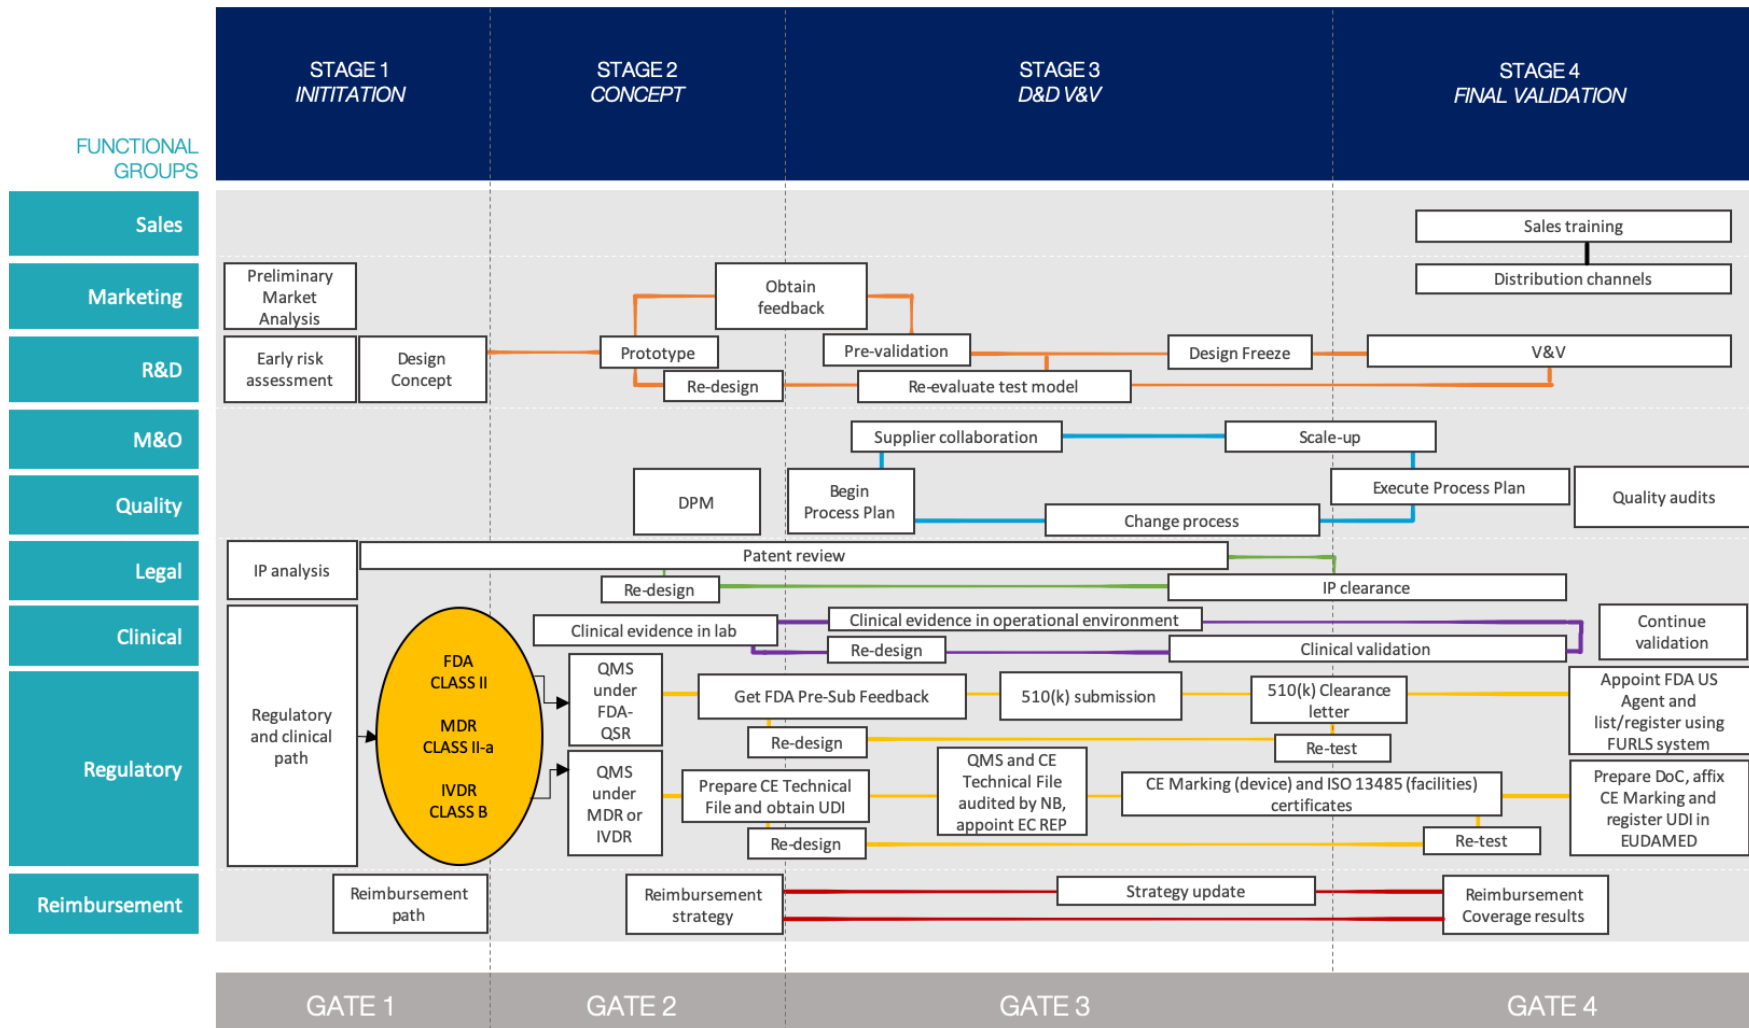 STAGE 1
INITITATION
STAGE 2
CONCEPT
STAGE 3
D&D V&V
STAGE 4
FINAL VALIDATION
FUNCTIONAL
GROUPS
Sales
Sales training
Marketing
Preliminary
Market
Analysis
Obtain
feedback
Distribution channels
R&D
Early risk
assessment
Design
Concept
Prototype
Re-design
Pre-validation
Re-evaluate test model
Design Freeze
V&V
M&O
Supplier collaboration
Scale-up
Quality
DPM
Begin
Process Plan
Change process
Execute Process Plan
Quality audits
Legal
IP analysis
Patent review
Re-design
IP clearance
Clinical
Clinical evidence in lab
Clinical evidence in operational environment
Re-design
Clinical validation
Continue
validation
Regulatory
Regulatory
and clinical
path
FDA
CLASS II
MDR
CLASS II-a
IVDR
CLASS B
QMS
under
FDA-
QSR
Get FDA Pre-Sub Feedback
Re-design
510(k) submission
510(k) Clearance
letter
Re-test
Appoint FDA US
Agent and
list/register using
FURLS system
QMS
under
MDR or
IVDR
Prepare CE Technical
File and obtain UDI
Re-design
QMS and CE
Technical File
audited by NB,
appoint EC REP
CE Marking (device) and ISO 13485 (facilities)
certificates
Re-test
Prepare DoC, affix
CE Marking and
register UDI in
EUDAMED
Reimbursement
Reimbursement
path
Reimbursement
strategy
Strategy update
Reimbursement
Coverage results
GATE 1
GATE 2
GATE 3
GATE 4